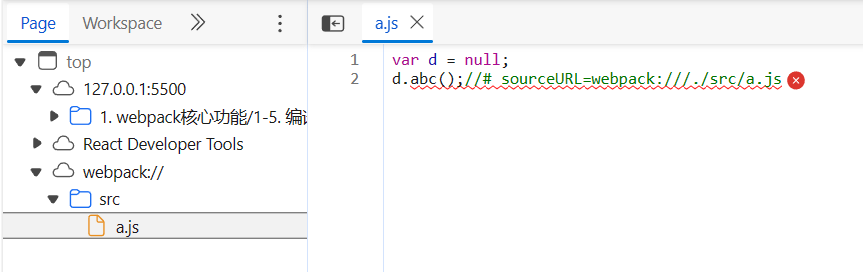 Page Workspace
top
127.0.0.1:5500
1. webpack核心功能/1-5. 编
React Developer Tools
webpack://
src
a.js
a.js
1 var d = null;
2 d.abc();//# sourceURL=webpack:///./src/a.js